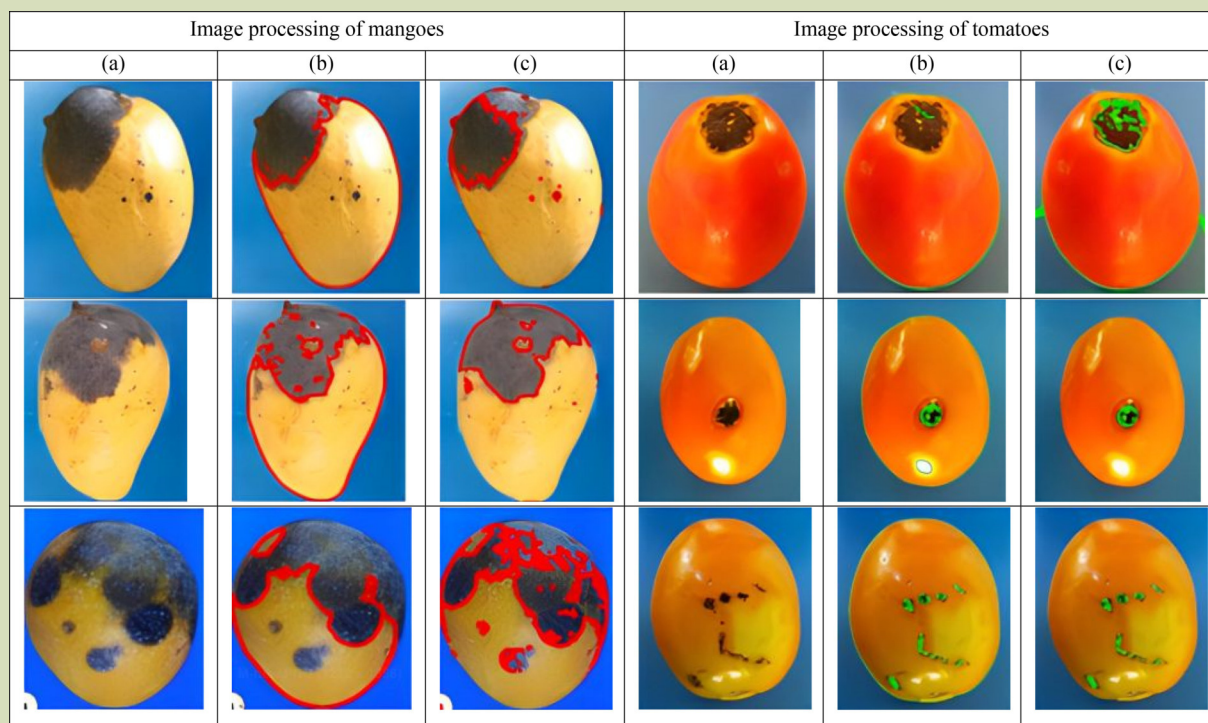 Image processing of mangoes Image processing of tomatoes
(a) (b) (c) (a) (b) (c)